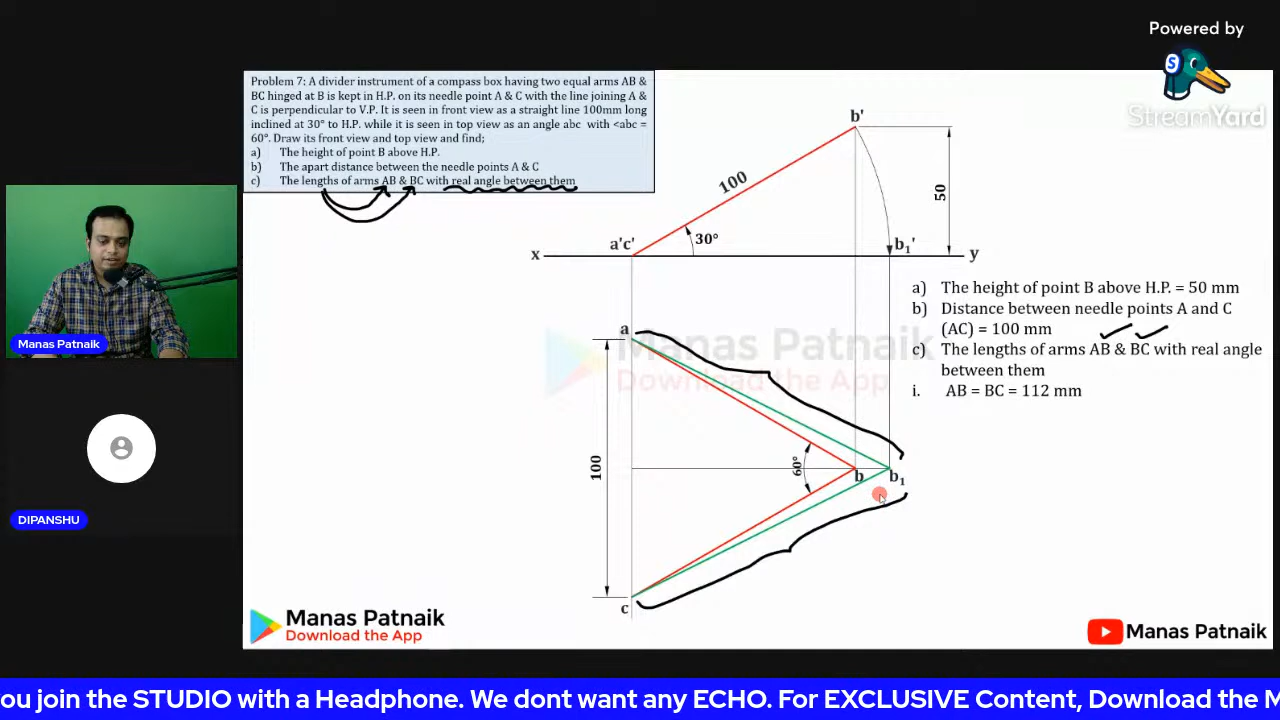 Powered by
S
StreamYard
Problem 7: A divider instrument of a compass box having two equal arms AB &
BC hinged at B is kept in H.P. on its needle point A & C with the line joining A &
C is perpendicular to V.P. It is seen in front view as a straight line 100mm long
inclined at 30° to H.P. while it is seen in top view as an angle abc with <abc =
60°. Draw its front view and top view and find;
a) The height of point B above H.P.
b) The apart distance between the needle points A & C
c) The lengths of arms AB & BC with real angle between them
b'
100
50
a'c'
30°
b₁'
x
y
a) The height of point B above H.P. = 50 mm
b) Distance between needle points A and C
(AC) = 100 mm
c) The lengths of arms AB & BC with real angle
between them
i. AB = BC = 112 mm
a
Manas Patnaik
Download the App
100
60°
b
b₁
c
Manas Patnaik
DIPANSHU
Manas Patnaik
Download the App
Manas Patnaik
ou join the STUDIO with a Headphone. We dont want any ECHO. For EXCLUSIVE Content, Download the M